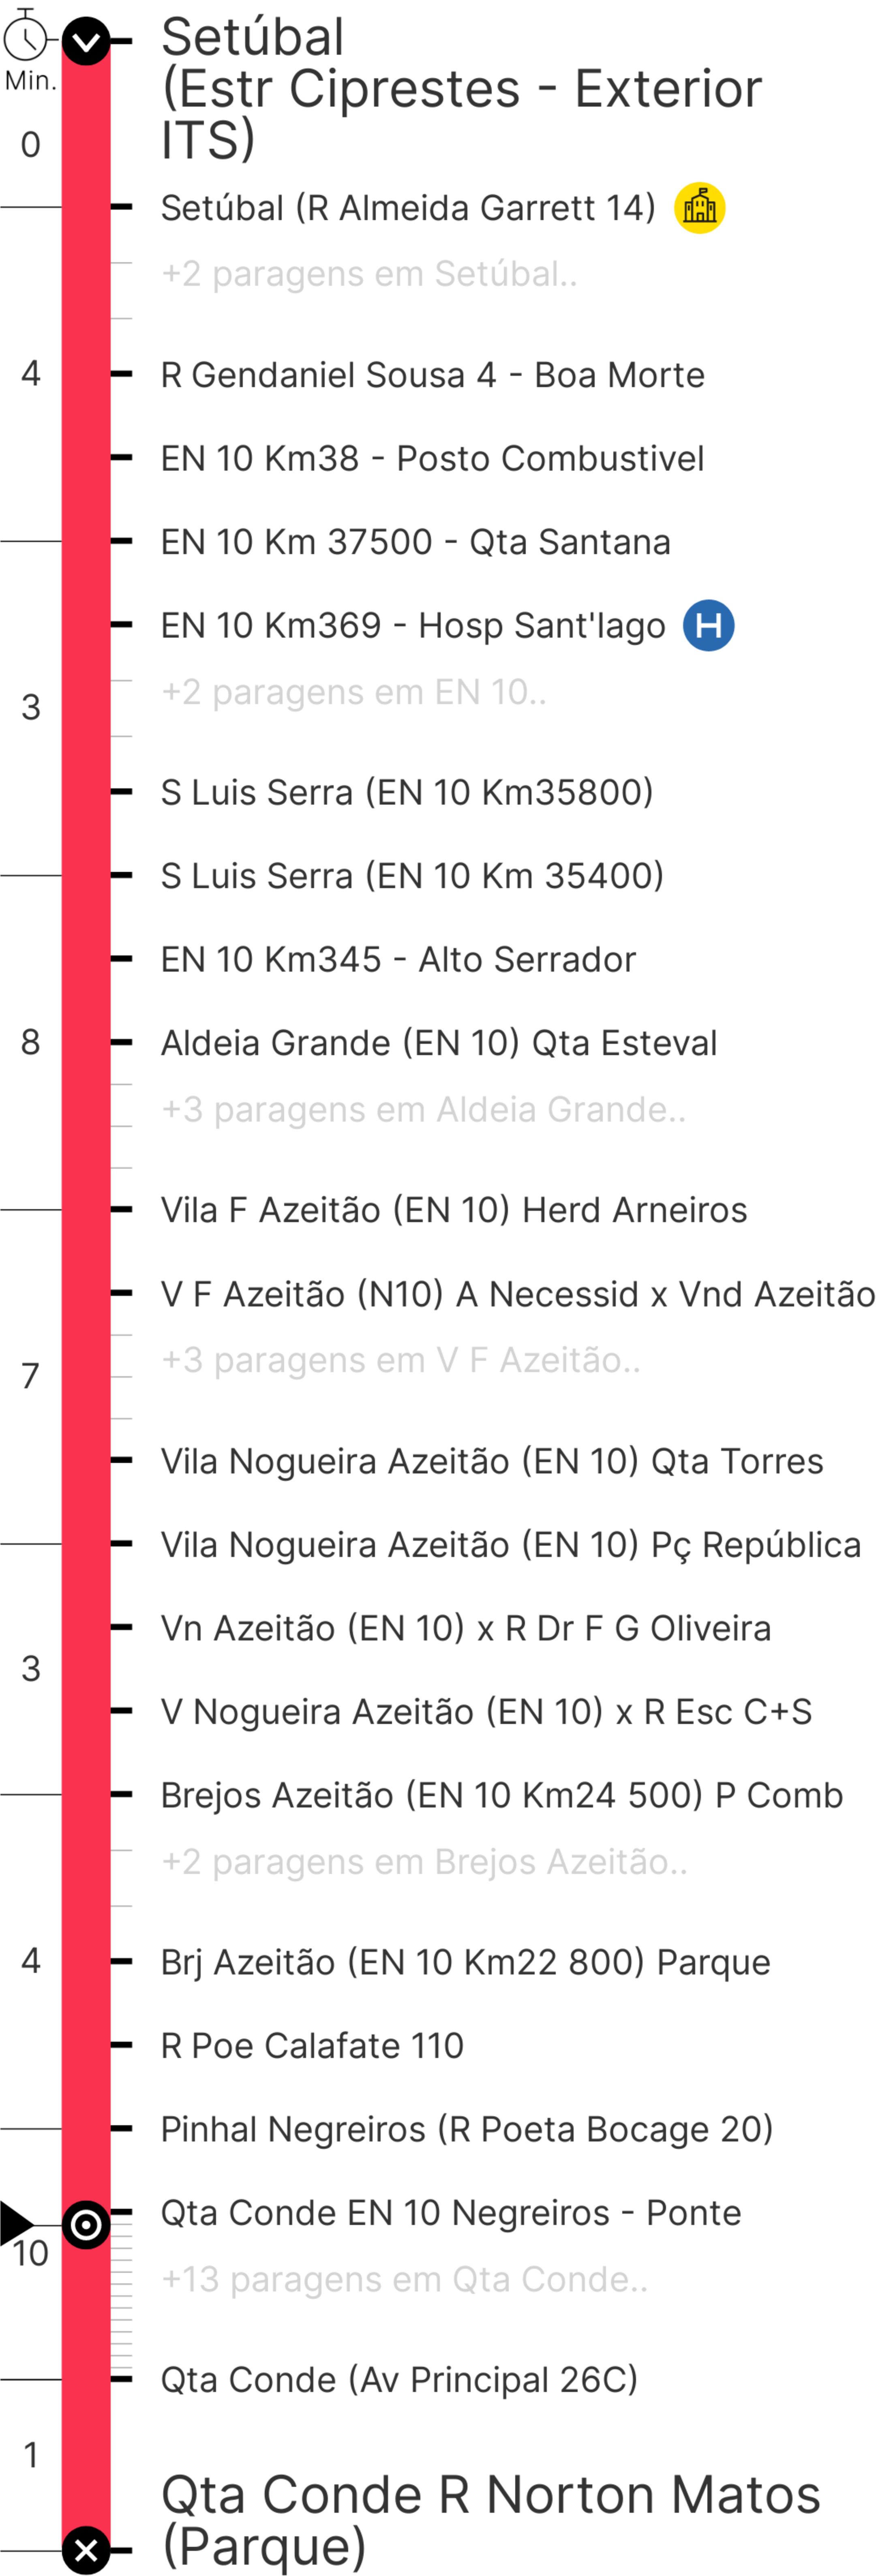 Setúbal
(Estr Ciprestes - Exterior
ITS)
Min.
0
Setúbal (R Almeida Garrett 14)
+2 paragens em Setúbal..
4
R Gendaniel Sousa 4 - Boa Morte
EN 10 Km38 - Posto Combustivel
EN 10 Km 37500 - Qta Santana
EN 10 Km369 - Hosp Sant'Iago H
+2 paragens em EN 10..
3
S Luis Serra (EN 10 Km35800)
S Luis Serra (EN 10 Km 35400)
EN 10 Km345 - Alto Serrador
8
Aldeia Grande (EN 10) Qta Esteval
+3 paragens em Aldeia Grande..
Vila F Azeitão (EN 10) Herd Arneiros
V F Azeitão (N10) A Necessid x Vnd Azeitão
+3 paragens em V F Azeitão..
7
Vila Nogueira Azeitão (EN 10) Qta Torres
Vila Nogueira Azeitão (EN 10) Pç República
Vn Azeitão (EN 10) x R Dr F G Oliveira
3
V Nogueira Azeitão (EN 10) x R Esc C+S
Brejos Azeitão (EN 10 Km24 500) P Comb
+2 paragens em Brejos Azeitão..
4
Brj Azeitão (EN 10 Km22 800) Parque
R Poe Calafate 110
Pinhal Negreiros (R Poeta Bocage 20)
Qta Conde EN 10 Negreiros - Ponte
10
+13 paragens em Qta Conde..
Qta Conde (Av Principal 26C)
1
Qta Conde R Norton Matos
(Parque)